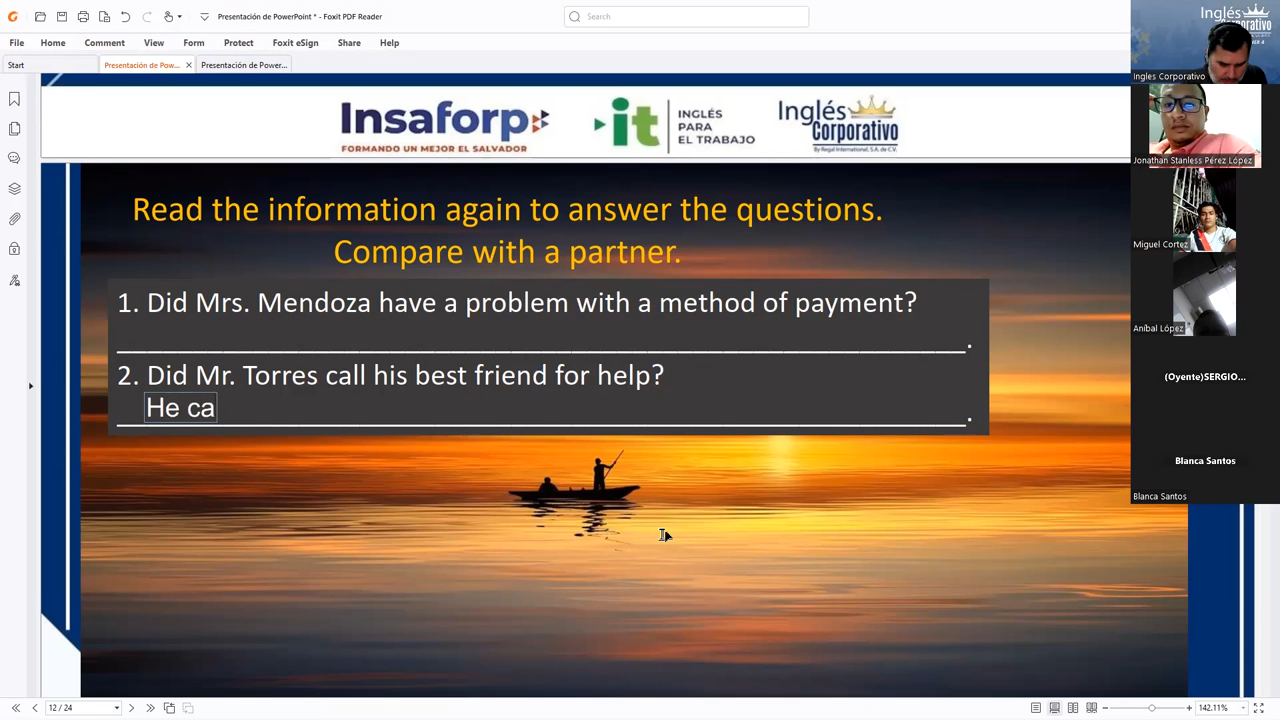 Presentación de PowerPoint * - Foxit PDF Reader
Search
File Home Comment View Form Protect Foxit eSign Share Help
Start
Presentación de Pow...
Presentación de Power...
Insaforp
FORMANDO UN MEJOR EL SALVADOR
it
INGLÉS
PARA
EL TRABAJO
Inglés
Corporativo
By Regal International, S.A. de C.V.
Read the information again to answer the questions.
Compare with a partner.
1. Did Mrs. Mendoza have a problem with a method of payment?
2. Did Mr. Torres call his best friend for help?
He ca
Inglés
Corporativo
Ingles Corporativo
Jonathan Stanless Pérez López
Miguel Cortez
Aníbal López
(Oyente)SERGIO...
Blanca Santos
Blanca Santos
12 / 24
142.11%